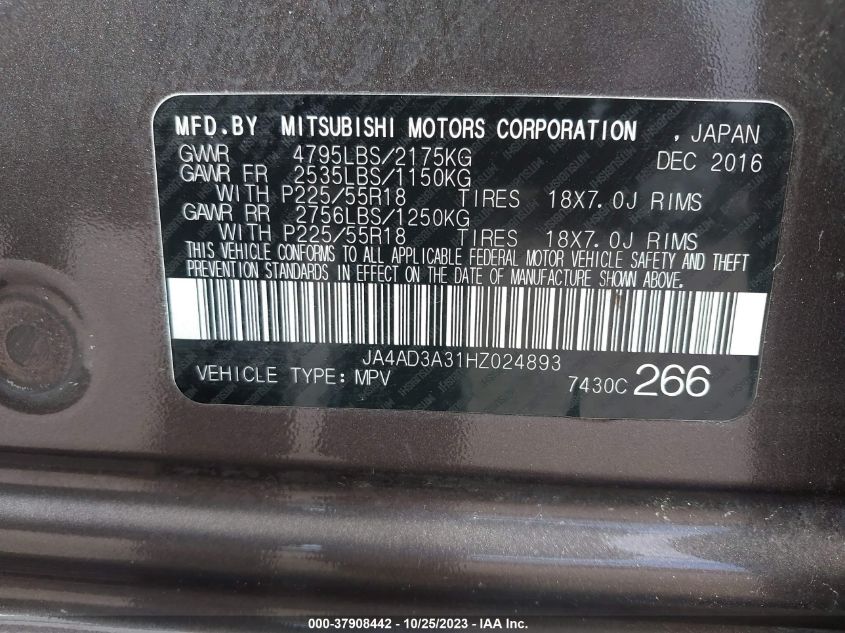 MFD.BY MITSUBISHI MOTORS CORPORATION , JAPAN
GWWR 4795LBS/2175KG DEC 2016
GAWR FR 2535LBS/1150KG
WITH P225/55R18 TIRES 18X7.0J RIMS
GAWR RR 2756LBS/1250KG
WITH P225/55R18 TIRES 18X7.0J RIMS
THIS VEHICLE CONFORMS TO ALL APPLICABLE FEDERAL MOTOR VEHICLE SAFETY AND THEFT
PREVENTION STANDARDS IN EFFECT ON THE DATE OF MANUFACTURE SHOWN ABOVE.
JA4AD3A31HZ024893
VEHICLE TYPE: MPV 7430C 266
000-37908442 - 10/25/2023 - IAA Inc.